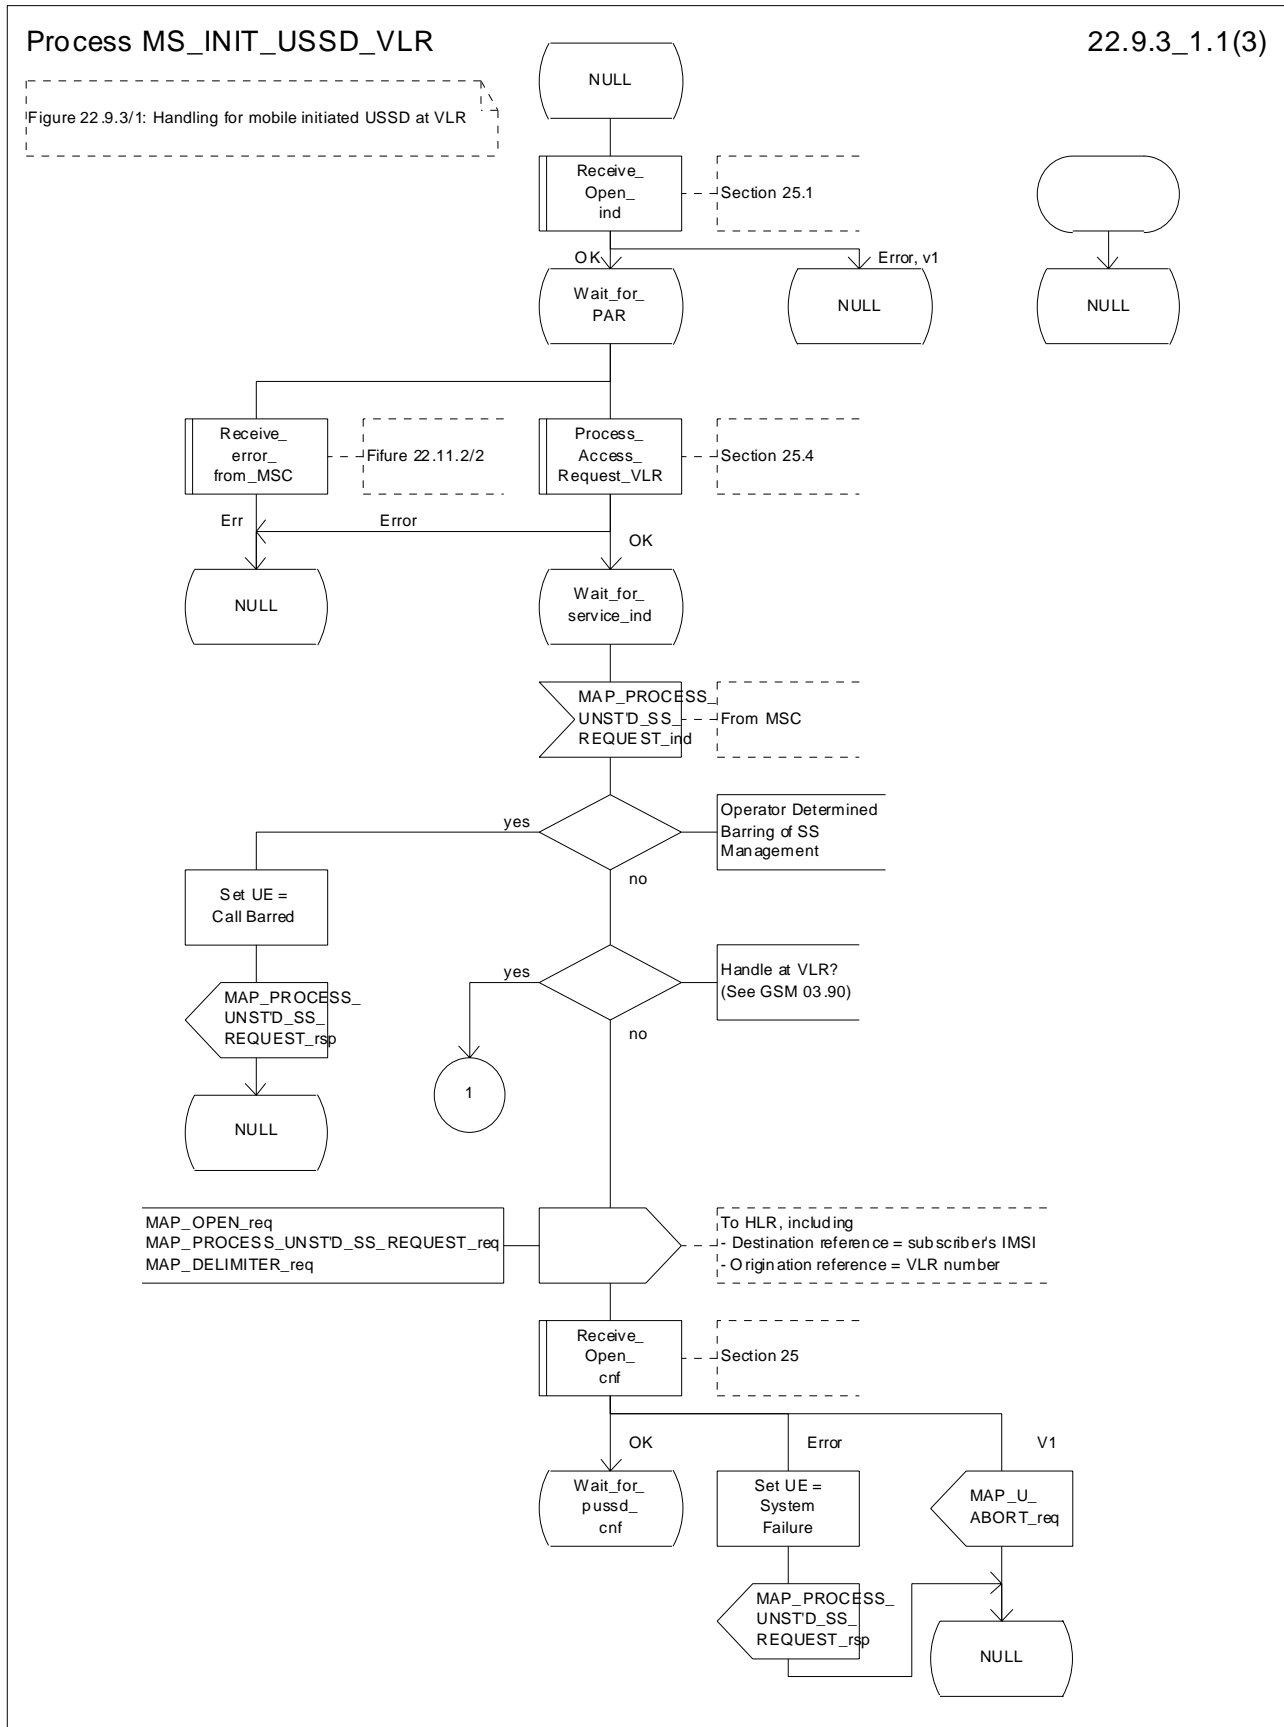 Process MS_INIT_USSD_VLR
22.9.3_1.1(3)
Figure 22.9.3/1: Handling for mobile initiated USSD at VLR
NULL
Receive_
Open_
ind
Section 25.1
OK
Error, v1
Wait_for_
PAR
NULL
NULL
Receive_
error_
from_MSC
Fifure 22.11.2/2
Process_
Access_
Request_VLR
Section 25.4
Err
Error
OK
NULL
Wait_for_
service_ind
MAP_PROCESS_
UNST'D_SS_
REQUEST_ind
From MSC
yes
Operator Determined
Barring of SS
Management
no
Set UE =
Call Barred
yes
Handle at VLR?
(See GSM 03.90)
no
MAP_PROCESS_
UNST'D_SS_
REQUEST_rsp
1
NULL
MAP_OPEN_req
MAP_PROCESS_UNST'D_SS_REQUEST_req
MAP_DELIMITER_req
To HLR, including
- Destination reference = subscriber's IMSI
- Origination reference = VLR number
Receive_
Open_
cnf
Section 25
OK
Error
V1
Wait_for_
pussd_
cnf
Set UE =
System
Failure
MAP_U_
ABORT_req
MAP_PROCESS_
UNST'D_SS_
REQUEST_rsp
NULL